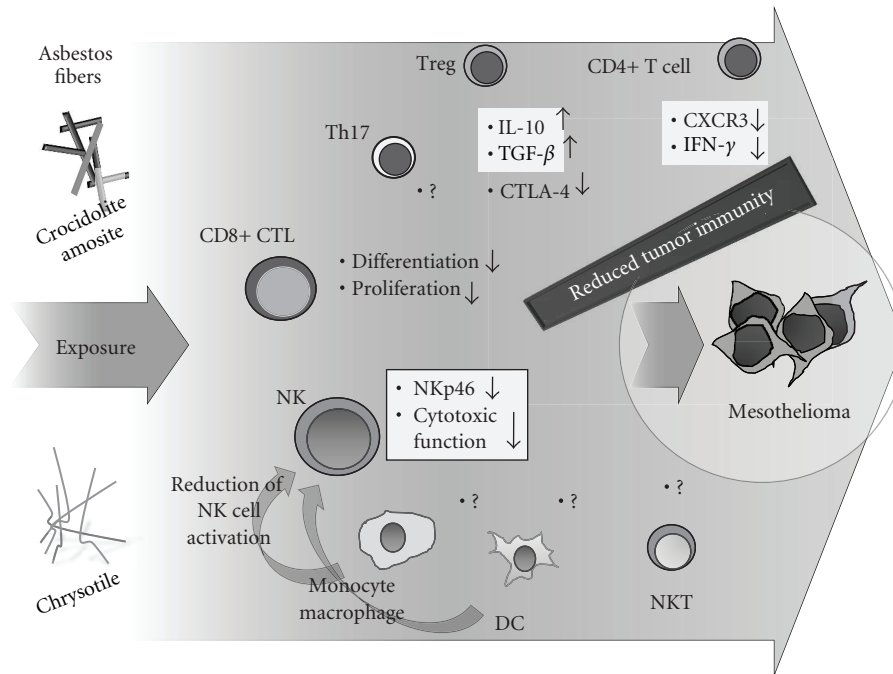 Asbestos
fibers
Crocidolite
amosite
Treg
CD4+ T cell
Th17
• IL-10 ↑
• TGF-β ↑
• CTLA-4 ↓
• CXCR3 ↓
• IFN-γ ↓
• ?
CD8+ CTL
• Differentiation ↓
• Proliferation ↓
Reduced tumor immunity
Exposure
Mesothelioma
NK
• NKp46 ↓
• Cytotoxic
function ↓
Reduction of
NK cell
activation
• ?
• ?
• ?
Chrysotile
Monocyte
macrophage
DC
NKT